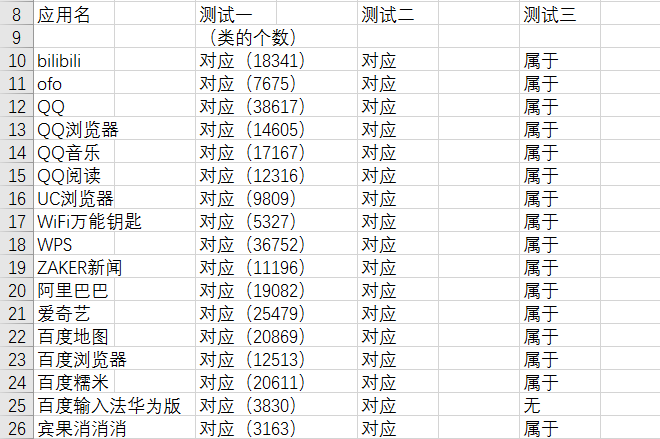 8 应用名 测试一 测试二 测试三
9 （类的个数）
10 bilibili 对应（18341） 对应 属于
11 ofo 对应（7675） 对应 属于
12 QQ 对应（38617） 对应 属于
13 QQ浏览器 对应（14605） 对应 属于
14 QQ音乐 对应（17167） 对应 属于
15 QQ阅读 对应（12316） 对应 属于
16 UC浏览器 对应（9809） 对应 属于
17 WiFi万能钥匙 对应（5327） 对应 属于
18 WPS 对应（36752） 对应 属于
19 ZAKER新闻 对应（11196） 对应 属于
20 阿里巴巴 对应（19082） 对应 属于
21 爱奇艺 对应（25479） 对应 属于
22 百度地图 对应（20869） 对应 属于
23 百度浏览器 对应（12513） 对应 属于
24 百度糯米 对应（20611） 对应 属于
25 百度输入法华为版 对应（3830） 对应 无
26 宾果消消消 对应（3163） 对应 属于